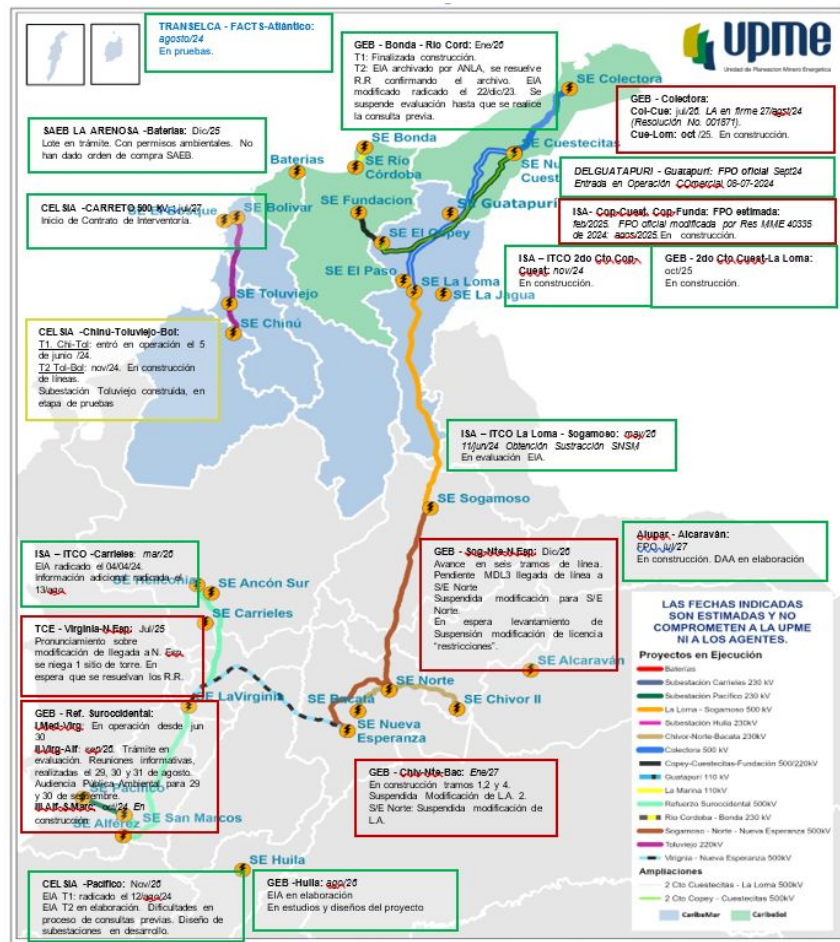 TRANSELCA - FACTS-Atlántico:
agosto/24
En pruebas.
GEB - Bonda - Rio Cord: Ene/26
T1: Finalizada construcción.
T2: EIA archivado por ANLA, se resuelve
R.R confirmando el archivo. EIA
modificado radicado el 22/dic/23. Se
suspende evaluación hasta que se realice
la consulta previa.
upme
Unidad de Planeación Minero Energética
SE Colectora
GEB - Colectora:
Col-Cue: jul/26. LA en firme 27/agst/24
(Resolución No. 001871).
Cue-Lom: oct /25. En construcción.
SAEB LA ARENOSA -Baterías: Dic/25
Lote en trámite. Con permisos ambientales. No
han dado orden de compra SAEB.
SE Bonda
Baterías
SE Río
Córdoba
SE Cuestecitas
SE Nu
Cuest
DELGUATAPURI - Guatapurí: FPO oficial Sept24
Entrada en Operación COmercial 06-07-2024
CELSIA -CARRETO 500 kV: jul/27
Inicio de Contrato de Interventoría.
SE El Bosque
SE Bolívar
SE Fundacion
SE Guatapurí
SE El Copey
ISA- Cop-Cuest, Cop-Funda: FPO estimada:
feb/2025. FPO oficial modificada por Res MME 40335
de 2024: agos/2025. En construcción.
ISA – ITCO 2do Cto Cop_
Cuest: nov/24
En construcción.
GEB - 2do Cto Cuest-La Loma:
oct/25
En construcción.
SE El Paso
SE La Loma
SE La Jagua
SE Toluviejo
SE Chinú
CELSIA -Chinú-Toluviejo-Bol:
T1. Chi-Tol: entró en operación el 5
de junio /24.
T2 Tol-Bol: nov/24. En construcción
de líneas.
Subestación Toluviejo construida, en
etapa de pruebas
ISA – ITCO La Loma - Sogamoso: may/26
11/jun/24 Obtención Sustracción SNSM
En evaluación EIA.
SE Sogamoso
ISA – ITCO -Carrieles: mar/26
EIA radicado el 04/04/24.
Información adicional radicada el
13/ago.
SE Heliconia
SE Ancón Sur
SE Carrieles
GEB - Sog-Nte-N.Esp: Dic/26
Avance en seis tramos de línea.
Pendiente MDL3 llegada de línea a
S/E Norte
Suspendida modificación para S/E
Norte.
En espera levantamiento de
Suspensión modificación de licencia
"restricciones".
Alupar - Alcaraván:
FPO Jul/27
En construcción. DAA en elaboración
TCE - Virginia-N.Esp: Jul/25
Pronunciamiento sobre
modificación de llegada a N. Esp.
se niega 1 sitio de torre. En
espera que se resuelvan los R.R.
SE LaVirginia
SE Alcaraván
SE Norte
SE Bacatá
SE Chivor II
SE Nueva
Esperanza
GEB - Ref. Suroccidental:
I.Med-Virg: En operación desde jun
30
II.Virg-Alf: sep/26. Trámite en
evaluación. Reuniones informativas,
realizadas el 29, 30 y 31 de agosto.
Audiencia Pública Ambiental para 29
y 30 de septiembre.
III.Alf-S.Marc: oct/24 En
construcción
SE Pacífico
SE San Marcos
SE Alférez
GEB - Chiv-Nte-Bac: Ene/27
En construcción tramos 1,2 y 4.
Suspendida Modificación de L.A. 2.
S/E Norte: Suspendida modificación de
L.A.
SE Huila
CELSIA -Pacífico: Nov/26
EIA T1: radicado el 12/ago/24
EIA T2 en elaboración. Dificultades en
proceso de consultas previas. Diseño de
subestaciones en desarrollo.
GEB -Huila: ago/26
EIA en elaboración
En estudios y diseños del proyecto
LAS FECHAS INDICADAS
SON ESTIMADAS Y NO
COMPROMETEN A LA UPME
NI A LOS AGENTES.
Proyectos en Ejecución
Baterías
Subestación Carrieles 230 kV
Subestación Pacífico 230 kV
La Loma - Sogamoso 500 kV
Subestación Huila 230kV
Chivor-Norte-Bacata 230kV
Colectora 500 kV
Copey-Cuestecitas-Fundación 500/220kV
Guatapuri 110 kV
La Marina 110kV
Refuerzo Suroccidental 500kV
Rio Cordoba - Bonda 230 kV
Sogamoso - Norte - Nueva Esperanza 500kV
Toluviejo 220kV
Virginia - Nueva Esperanza 500kV
Ampliaciones
2 Cto Cuestecitas - La Loma 500kV
2 Cto Copey - Cuestecitas 500kV
CaribeMar
CaribeSol